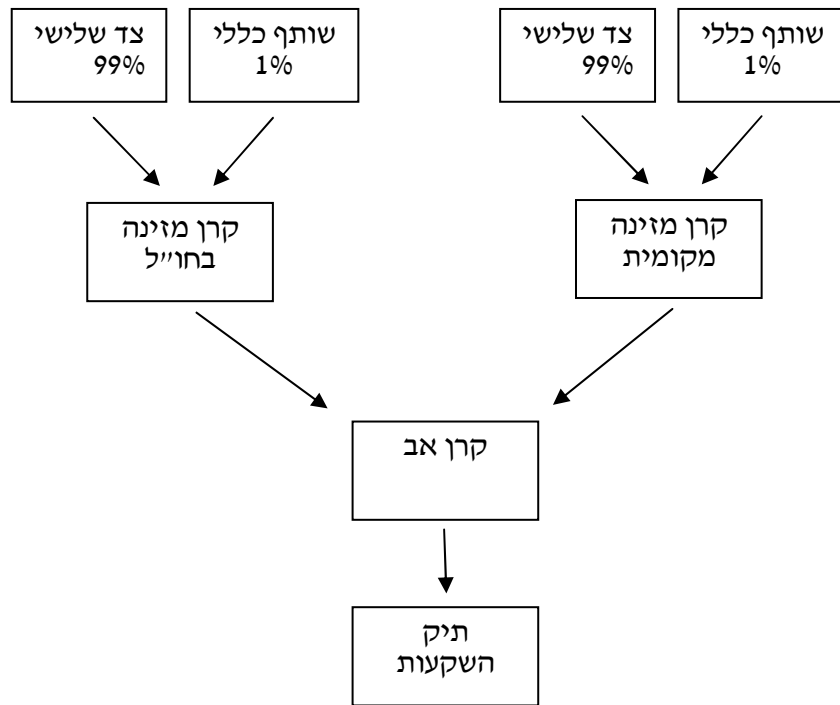 צד שלישי
99%
שותף כללי
1%
צד שלישי
99%
שותף כללי
1%
קרן מזינה
בחו״ל
קרן מזינה
מקומית
קרן אב
תיק
השקעות